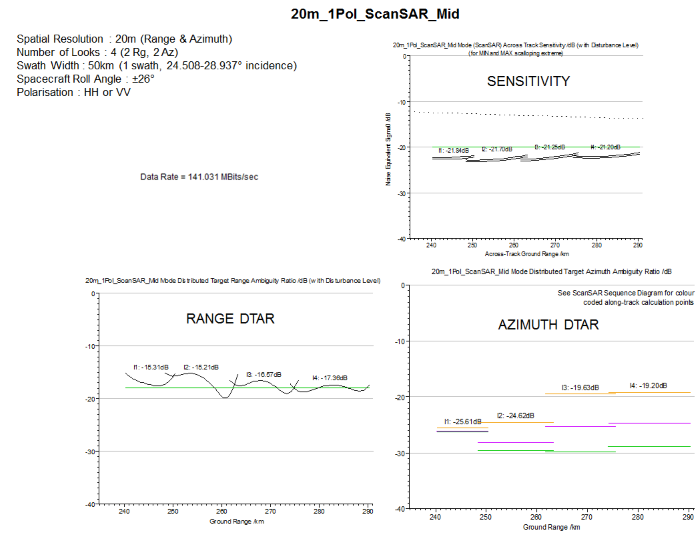 20m_1Pol_ScanSAR_Mid
Spatial Resolution : 20m (Range & Azimuth)
Number of Looks : 4 (2 Rg, 2 Az)
Swath Width : 50km (1 swath, 24.508-28.937° incidence)
Spacecraft Roll Angle : ±26°
Polarisation : HH or VV
Data Rate = 141.031 MBits/sec
20m_1Pol_ScanSAR_Mid Mode (ScanSAR) Across Track Sensitivity /dB (with Disturbance Level)
(for MIN and MAX scalloping extreme)
SENSITIVITY
0
-10
-20
-30
-40
Noise Equivalent Sigma0 /dB
I1: -21.84dB
I2: -21.70dB
I3: -21.25dB
I4: -21.20dB
240 250 260 270 280 290
Across-Track Ground Range /km
20m_1Pol_ScanSAR_Mid Mode Distributed Target Range Ambiguity Ratio /dB (with Disturbance Level)
RANGE DTAR
0
-10
-20
-30
-40
I1: -15.31dB
I2: -15.21dB
I3: -16.57dB
I4: -17.36dB
240 250 260 270 280 290
Ground Range /km
20m_1Pol_ScanSAR_Mid Mode Distributed Target Azimuth Ambiguity Ratio /dB
See ScanSAR Sequence Diagram for colour
coded along-track calculation points
AZIMUTH DTAR
0
-10
-20
-30
-40
I1: -25.61dB
I2: -24.62dB
I3: -19.63dB
I4: -19.20dB
240 250 260 270 280 290
Ground Range /km